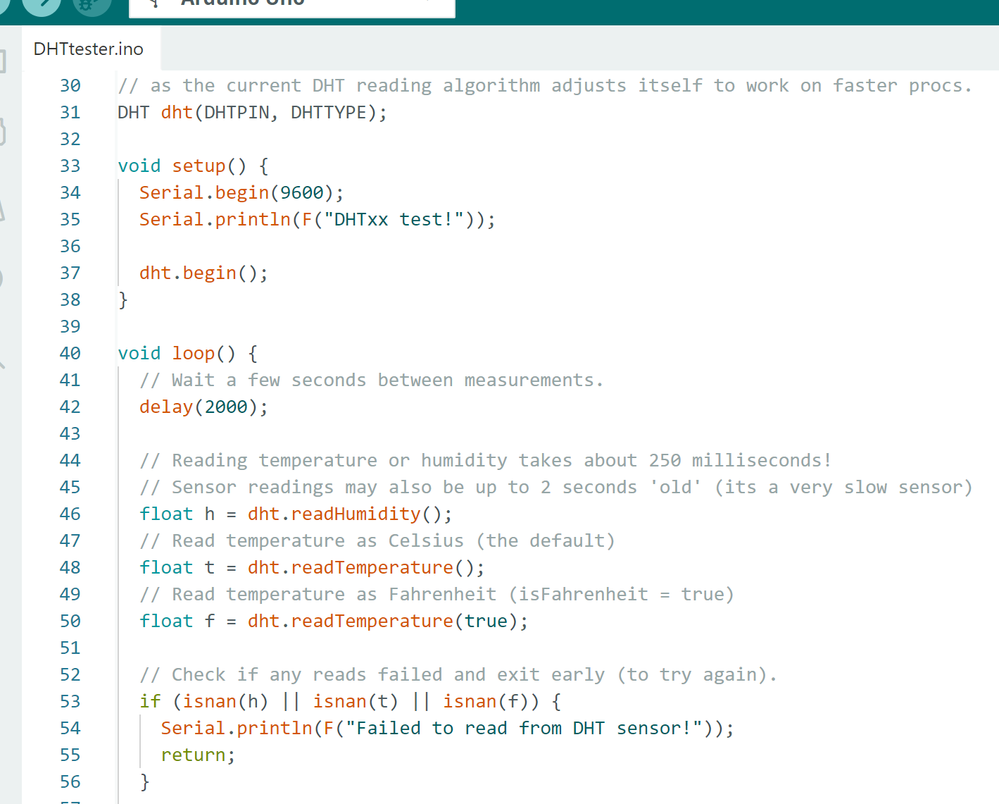 Arduino Uno
DHTtester.ino
30 // as the current DHT reading algorithm adjusts itself to work on faster procs.
31 DHT dht(DHTPIN, DHTTYPE);
32
33 void setup() {
34 Serial.begin(9600);
35 Serial.println(F("DHTxx test!"));
36
37 dht.begin();
38 }
39
40 void loop() {
41 // Wait a few seconds between measurements.
42 delay(2000);
43
44 // Reading temperature or humidity takes about 250 milliseconds!
45 // Sensor readings may also be up to 2 seconds 'old' (its a very slow sensor)
46 float h = dht.readHumidity();
47 // Read temperature as Celsius (the default)
48 float t = dht.readTemperature();
49 // Read temperature as Fahrenheit (isFahrenheit = true)
50 float f = dht.readTemperature(true);
51
52 // Check if any reads failed and exit early (to try again).
53 if (isnan(h) || isnan(t) || isnan(f)) {
54 Serial.println(F("Failed to read from DHT sensor!"));
55 return;
56 }
57